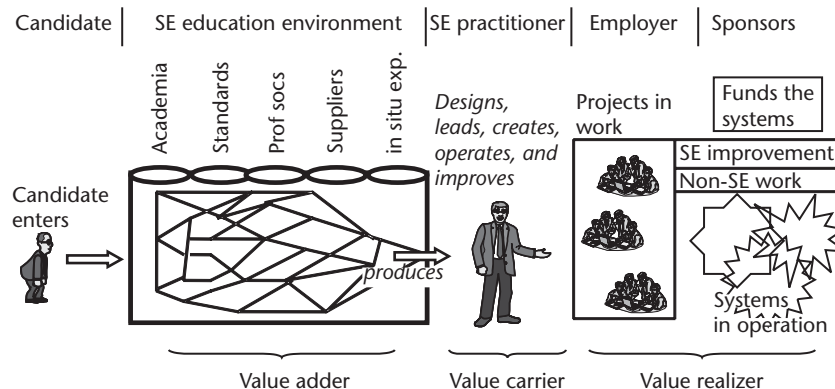 Candidate
SE education environment
SE practitioner
Employer
Sponsors
Academia
Standards
Prof socs
Suppliers
in situ exp.
Designs,
leads, creates,
operates, and
improves
Projects in
work
Funds the
systems
SE improvement
Non-SE work
Candidate
enters
produces
Systems
in operation
Value adder
Value carrier
Value realizer